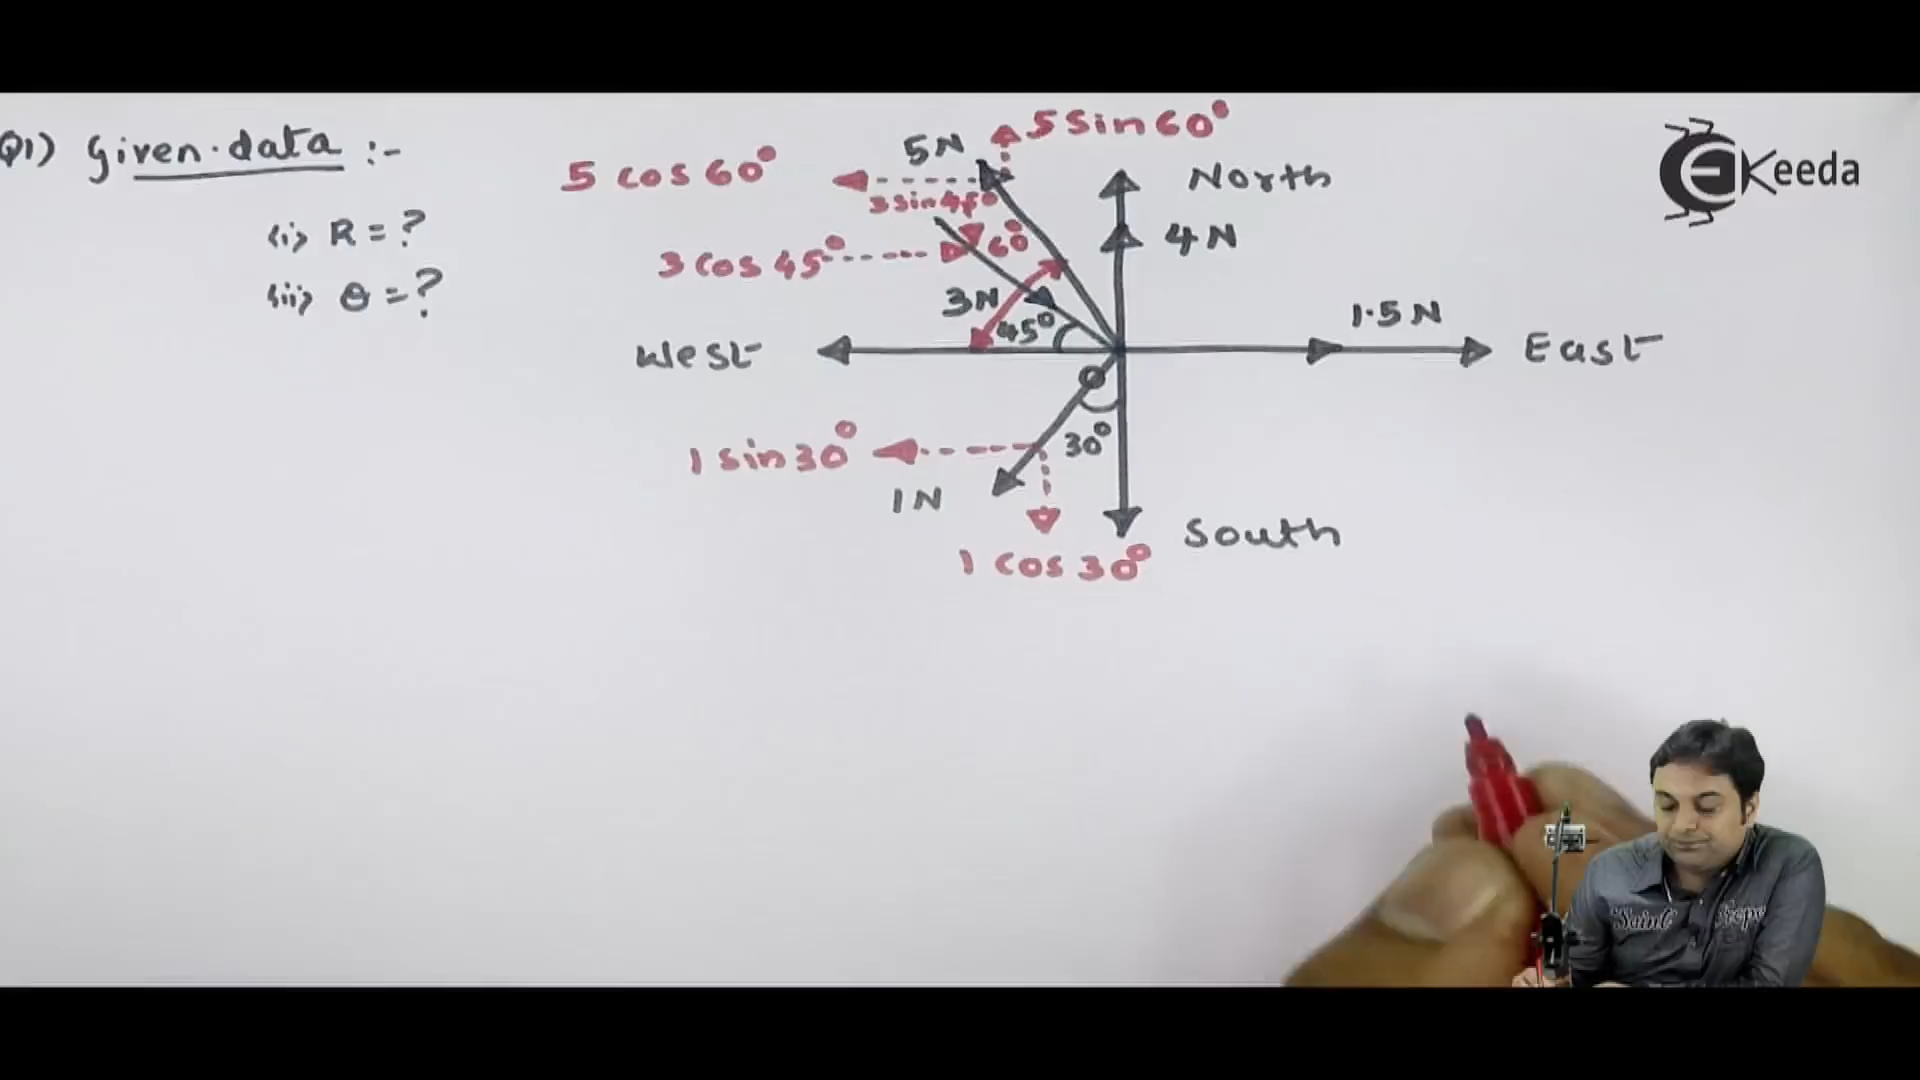 Q1) Given data :-
(i) R = ?
(ii) θ = ?
5N
5 sin 60°
5 cos 60°
3 sin 45°
North
EKeeda
60°
4N
3 cos 45°
3N
45°
1.5N
West
East
O
1 sin 30°
30°
1N
South
1 cos 30°
Saint